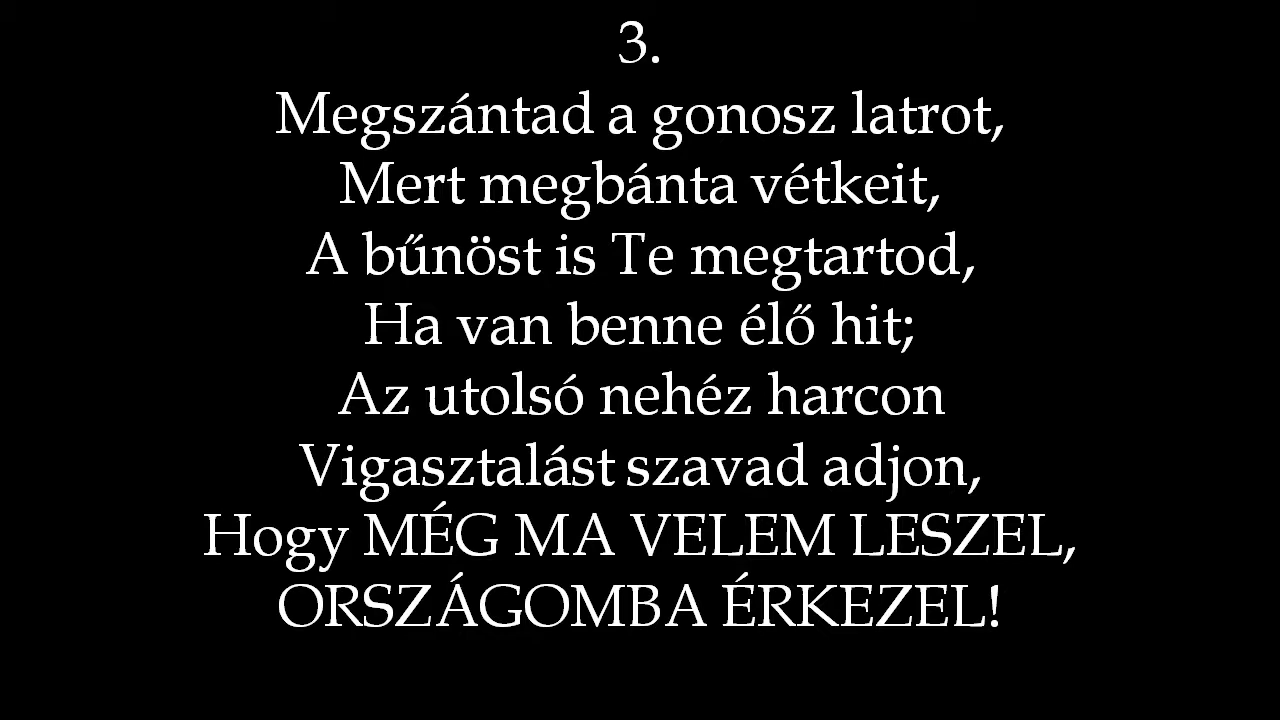 3.
Megszántad a gonosz latrot,
Mert megbánta vétkeit,
A bűnöst is Te megtartod,
Ha van benne élő hit;
Az utolsó nehéz harcon
Vigasztalást szavad adjon,
Hogy MÉG MA VELEM LESZEL,
ORSZÁGOMBA ÉRKEZEL!